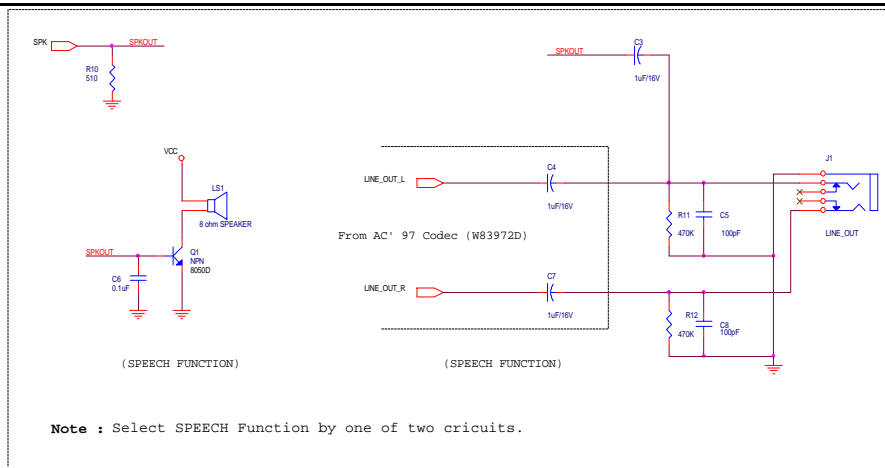 SPK
SPKOUT
R10
510
VCC
LS1
8 ohm SPEAKER
SPKOUT
Q1
NPN
8050D
C6
0.1uF
(SPEECH FUNCTION)
SPKOUT
C3
1uF/16V
LINE_OUT_L
C4
1uF/16V
From AC' 97 Codec (W83972D)
R11
470K
C5
100pF
J1
LINE_OUT
LINE_OUT_R
C7
1uF/16V
R12
470K
C8
100pF
(SPEECH FUNCTION)
Note : Select SPEECH Function by one of two cricuits.